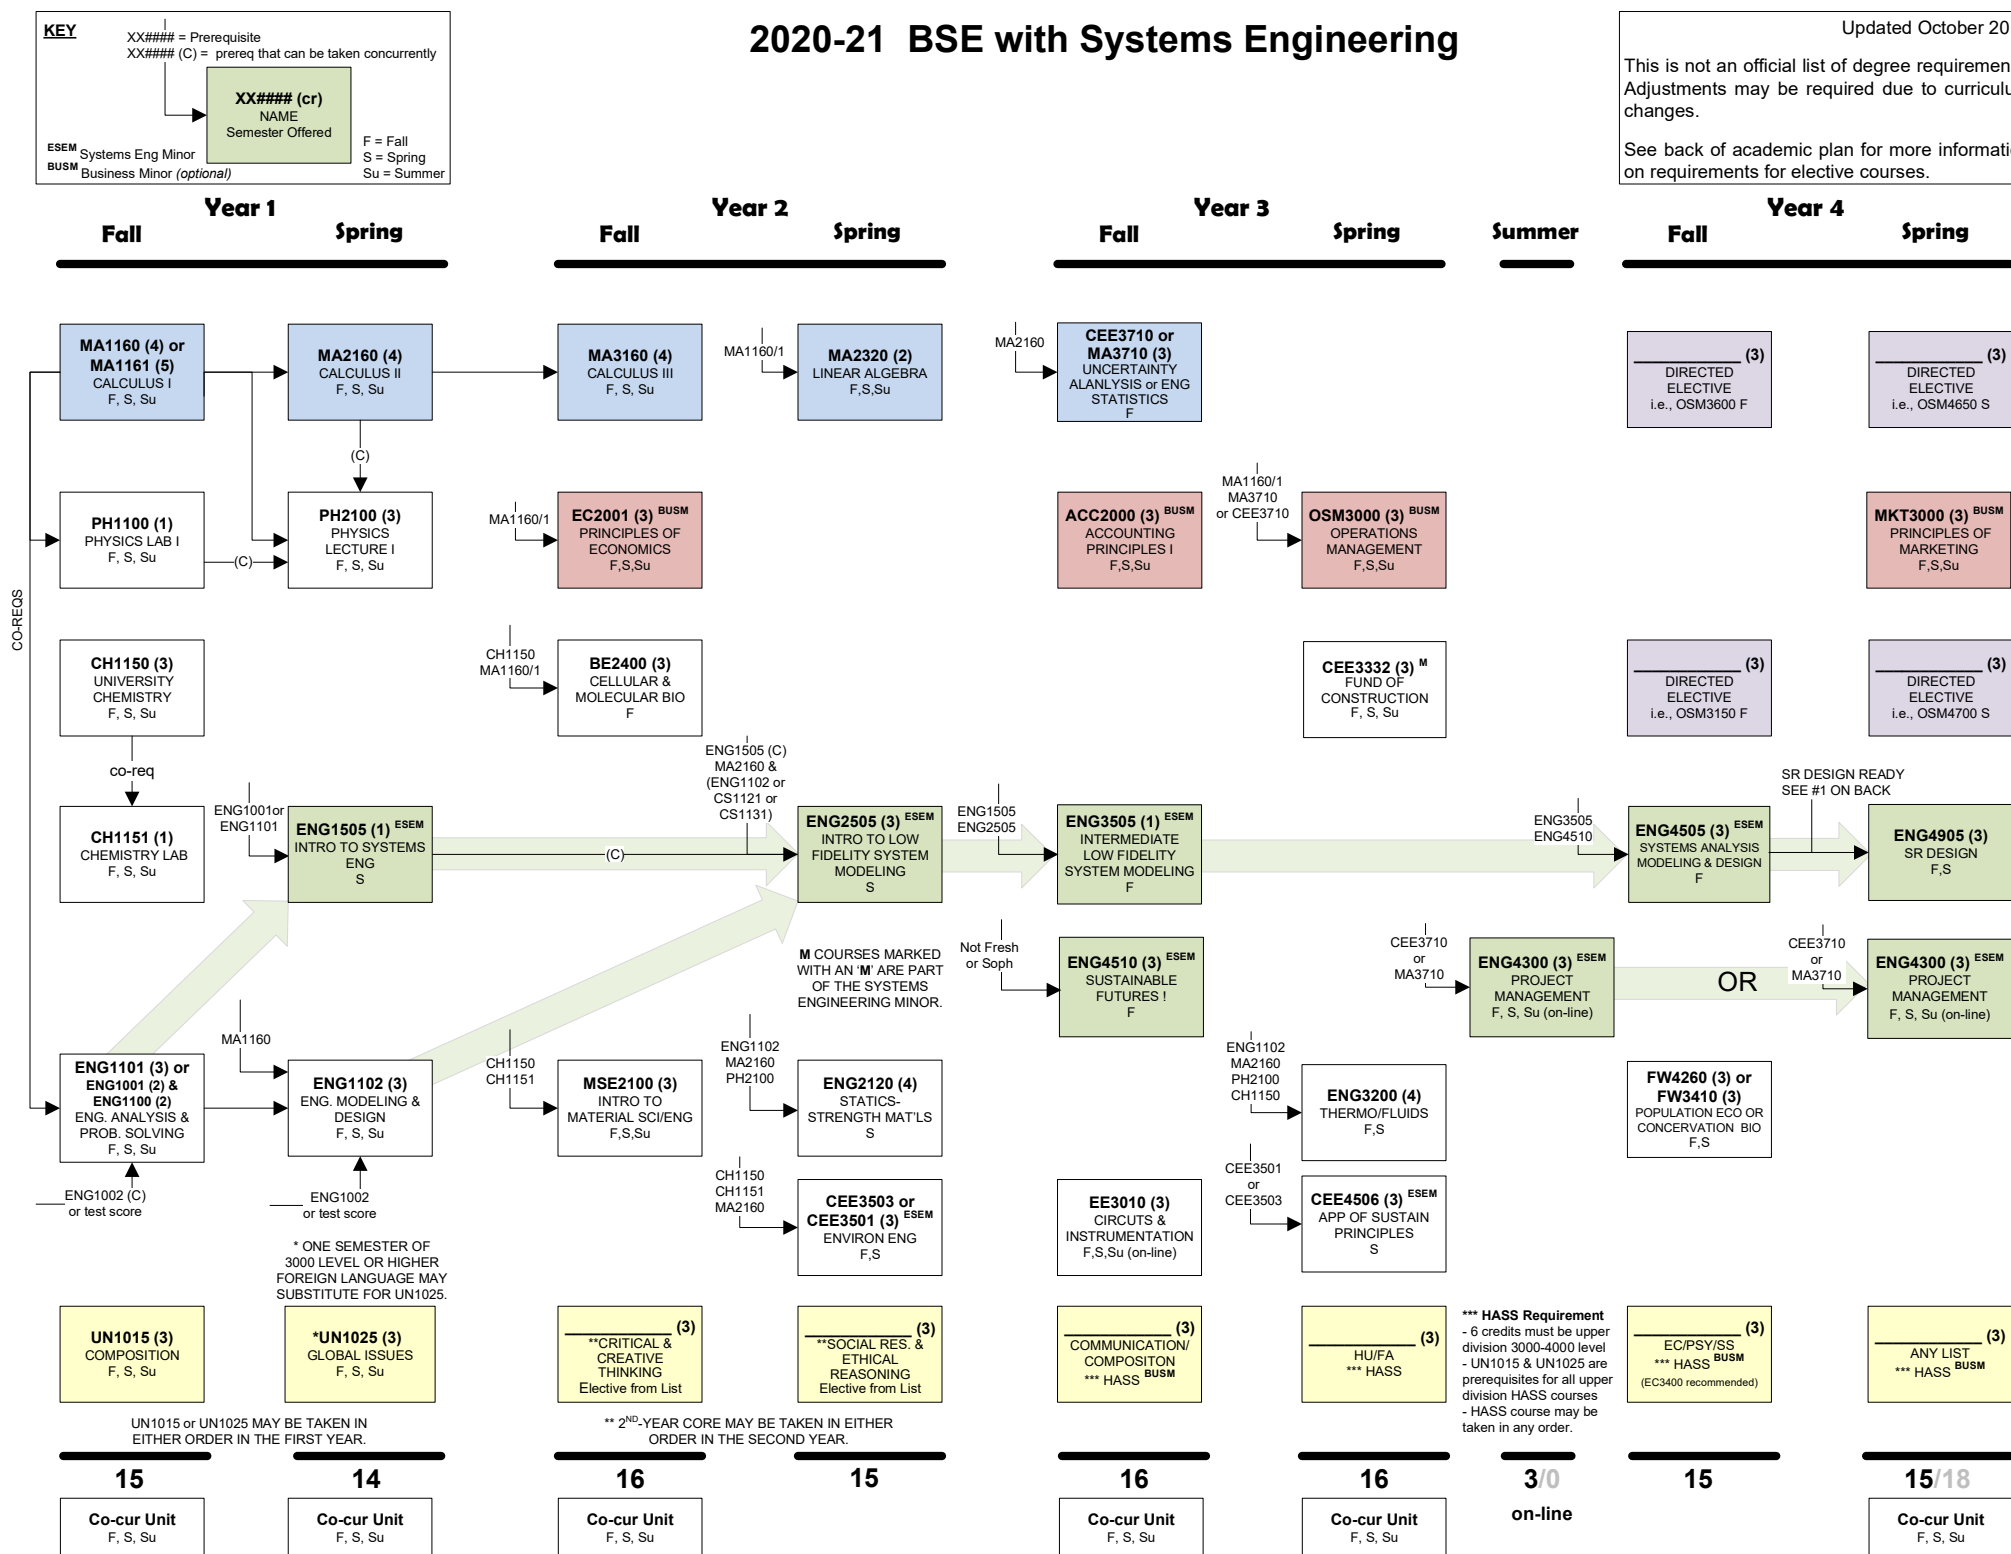 KEY
XX#### = Prerequisite
XX#### (C) = prereq that can be taken concurrently
XX#### (cr)
NAME
Semester Offered
ESEM Systems Eng Minor
BUSM Business Minor (optional)
F = Fall
S = Spring
Su = Summer
2020-21 BSE with Systems Engineering
Updated October 20
This is not an official list of degree requiremen
Adjustments may be required due to curriculu
changes.
See back of academic plan for more informati
on requirements for elective courses.
Year 1
Year 2
Year 3
Year 4
Fall
Spring
Fall
Spring
Fall
Spring
Summer
Fall
Spring
MA1160 (4) or
MA1161 (5)
CALCULUS I
F, S, Su
MA2160 (4)
CALCULUS II
F, S, Su
MA3160 (4)
CALCULUS III
F, S, Su
MA1160/1
MA2320 (2)
LINEAR ALGEBRA
F,S,Su
MA2160
CEE3710 or
MA3710 (3)
UNCERTAINTY
ALANLYSIS or ENG
STATISTICS
F
___________ (3)
DIRECTED
ELECTIVE
i.e., OSM3600 F
___________ (3)
DIRECTED
ELECTIVE
i.e., OSM4650 S
(C)
PH1100 (1)
PHYSICS LAB I
F, S, Su
(C)
PH2100 (3)
PHYSICS
LECTURE I
F, S, Su
MA1160/1
EC2001 (3) BUSM
PRINCIPLES OF
ECONOMICS
F,S,Su
ACC2000 (3) BUSM
ACCOUNTING
PRINCIPLES I
F,S,Su
MA1160/1
MA3710
or CEE3710
OSM3000 (3) BUSM
OPERATIONS
MANAGEMENT
F,S,Su
MKT3000 (3) BUSM
PRINCIPLES OF
MARKETING
F,S,Su
CO-REQS
CH1150 (3)
UNIVERSITY
CHEMISTRY
F, S, Su
CH1150
MA1160/1
BE2400 (3)
CELLULAR &
MOLECULAR BIO
F
CEE3332 (3) M
FUND OF
CONSTRUCTION
F, S, Su
___________ (3)
DIRECTED
ELECTIVE
i.e., OSM3150 F
___________ (3)
DIRECTED
ELECTIVE
i.e., OSM4700 S
co-req
CH1151 (1)
CHEMISTRY LAB
F, S, Su
ENG1001or
ENG1101
ENG1505 (1) ESEM
INTRO TO SYSTEMS
ENG
S
(C)
ENG1505 (C)
MA2160 &
(ENG1102 or
CS1121 or
CS1131)
ENG2505 (3) ESEM
INTRO TO LOW
FIDELITY SYSTEM
MODELING
S
ENG1505
ENG2505
ENG3505 (1) ESEM
INTERMEDIATE
LOW FIDELITY
SYSTEM MODELING
F
ENG3505
ENG4510
ENG4505 (3) ESEM
SYSTEMS ANALYSIS
MODELING & DESIGN
F
SR DESIGN READY
SEE #1 ON BACK
ENG4905 (3)
SR DESIGN
F,S
M COURSES MARKED
WITH AN 'M' ARE PART
OF THE SYSTEMS
ENGINEERING MINOR.
Not Fresh
or Soph
ENG4510 (3) ESEM
SUSTAINABLE
FUTURES !
F
CEE3710
or
MA3710
ENG4300 (3) ESEM
PROJECT
MANAGEMENT
F, S, Su (on-line)
OR
CEE3710
or
MA3710
ENG4300 (3) ESEM
PROJECT
MANAGEMENT
F, S, Su (on-line)
ENG1101 (3) or
ENG1001 (2) &
ENG1100 (2)
ENG. ANALYSIS &
PROB. SOLVING
F, S, Su
ENG1002 (C)
or test score
MA1160
ENG1102 (3)
ENG. MODELING &
DESIGN
F, S, Su
ENG1002
or test score
CH1150
CH1151
MSE2100 (3)
INTRO TO
MATERIAL SCI/ENG
F,S,Su
ENG1102
MA2160
PH2100
ENG2120 (4)
STATICS-
STRENGTH MAT'LS
S
ENG1102
MA2160
PH2100
CH1150
ENG3200 (4)
THERMO/FLUIDS
F,S
FW4260 (3) or
FW3410 (3)
POPULATION ECO OR
CONCERVATION BIO
F,S
CH1150
CH1151
MA2160
CEE3503 or
CEE3501 (3) ESEM
ENVIRON ENG
F,S
EE3010 (3)
CIRCUTS &
INSTRUMENTATION
F,S,Su (on-line)
CEE3501
or
CEE3503
CEE4506 (3) ESEM
APP OF SUSTAIN
PRINCIPLES
S
* ONE SEMESTER OF
3000 LEVEL OR HIGHER
FOREIGN LANGUAGE MAY
SUBSTITUTE FOR UN1025.
UN1015 (3)
COMPOSITION
F, S, Su
*UN1025 (3)
GLOBAL ISSUES
F, S, Su
___________ (3)
**CRITICAL &
CREATIVE
THINKING
Elective from List
___________ (3)
**SOCIAL RES. &
ETHICAL
REASONING
Elective from List
___________ (3)
COMMUNICATION/
COMPOSITON
*** HASS BUSM
___________ (3)
HU/FA
*** HASS
*** HASS Requirement
- 6 credits must be upper
division 3000-4000 level
- UN1015 & UN1025 are
prerequisites for all upper
division HASS courses
- HASS course may be
taken in any order.
___________ (3)
EC/PSY/SS
*** HASS BUSM
(EC3400 recommended)
___________ (3)
ANY LIST
*** HASS BUSM
UN1015 or UN1025 MAY BE TAKEN IN
EITHER ORDER IN THE FIRST YEAR.
** 2ND-YEAR CORE MAY BE TAKEN IN EITHER
ORDER IN THE SECOND YEAR.
15
14
16
15
16
16
3/0
on-line
15
15/18
Co-cur Unit
F, S, Su
Co-cur Unit
F, S, Su
Co-cur Unit
F, S, Su
Co-cur Unit
F, S, Su
Co-cur Unit
F, S, Su
Co-cur Unit
F, S, Su